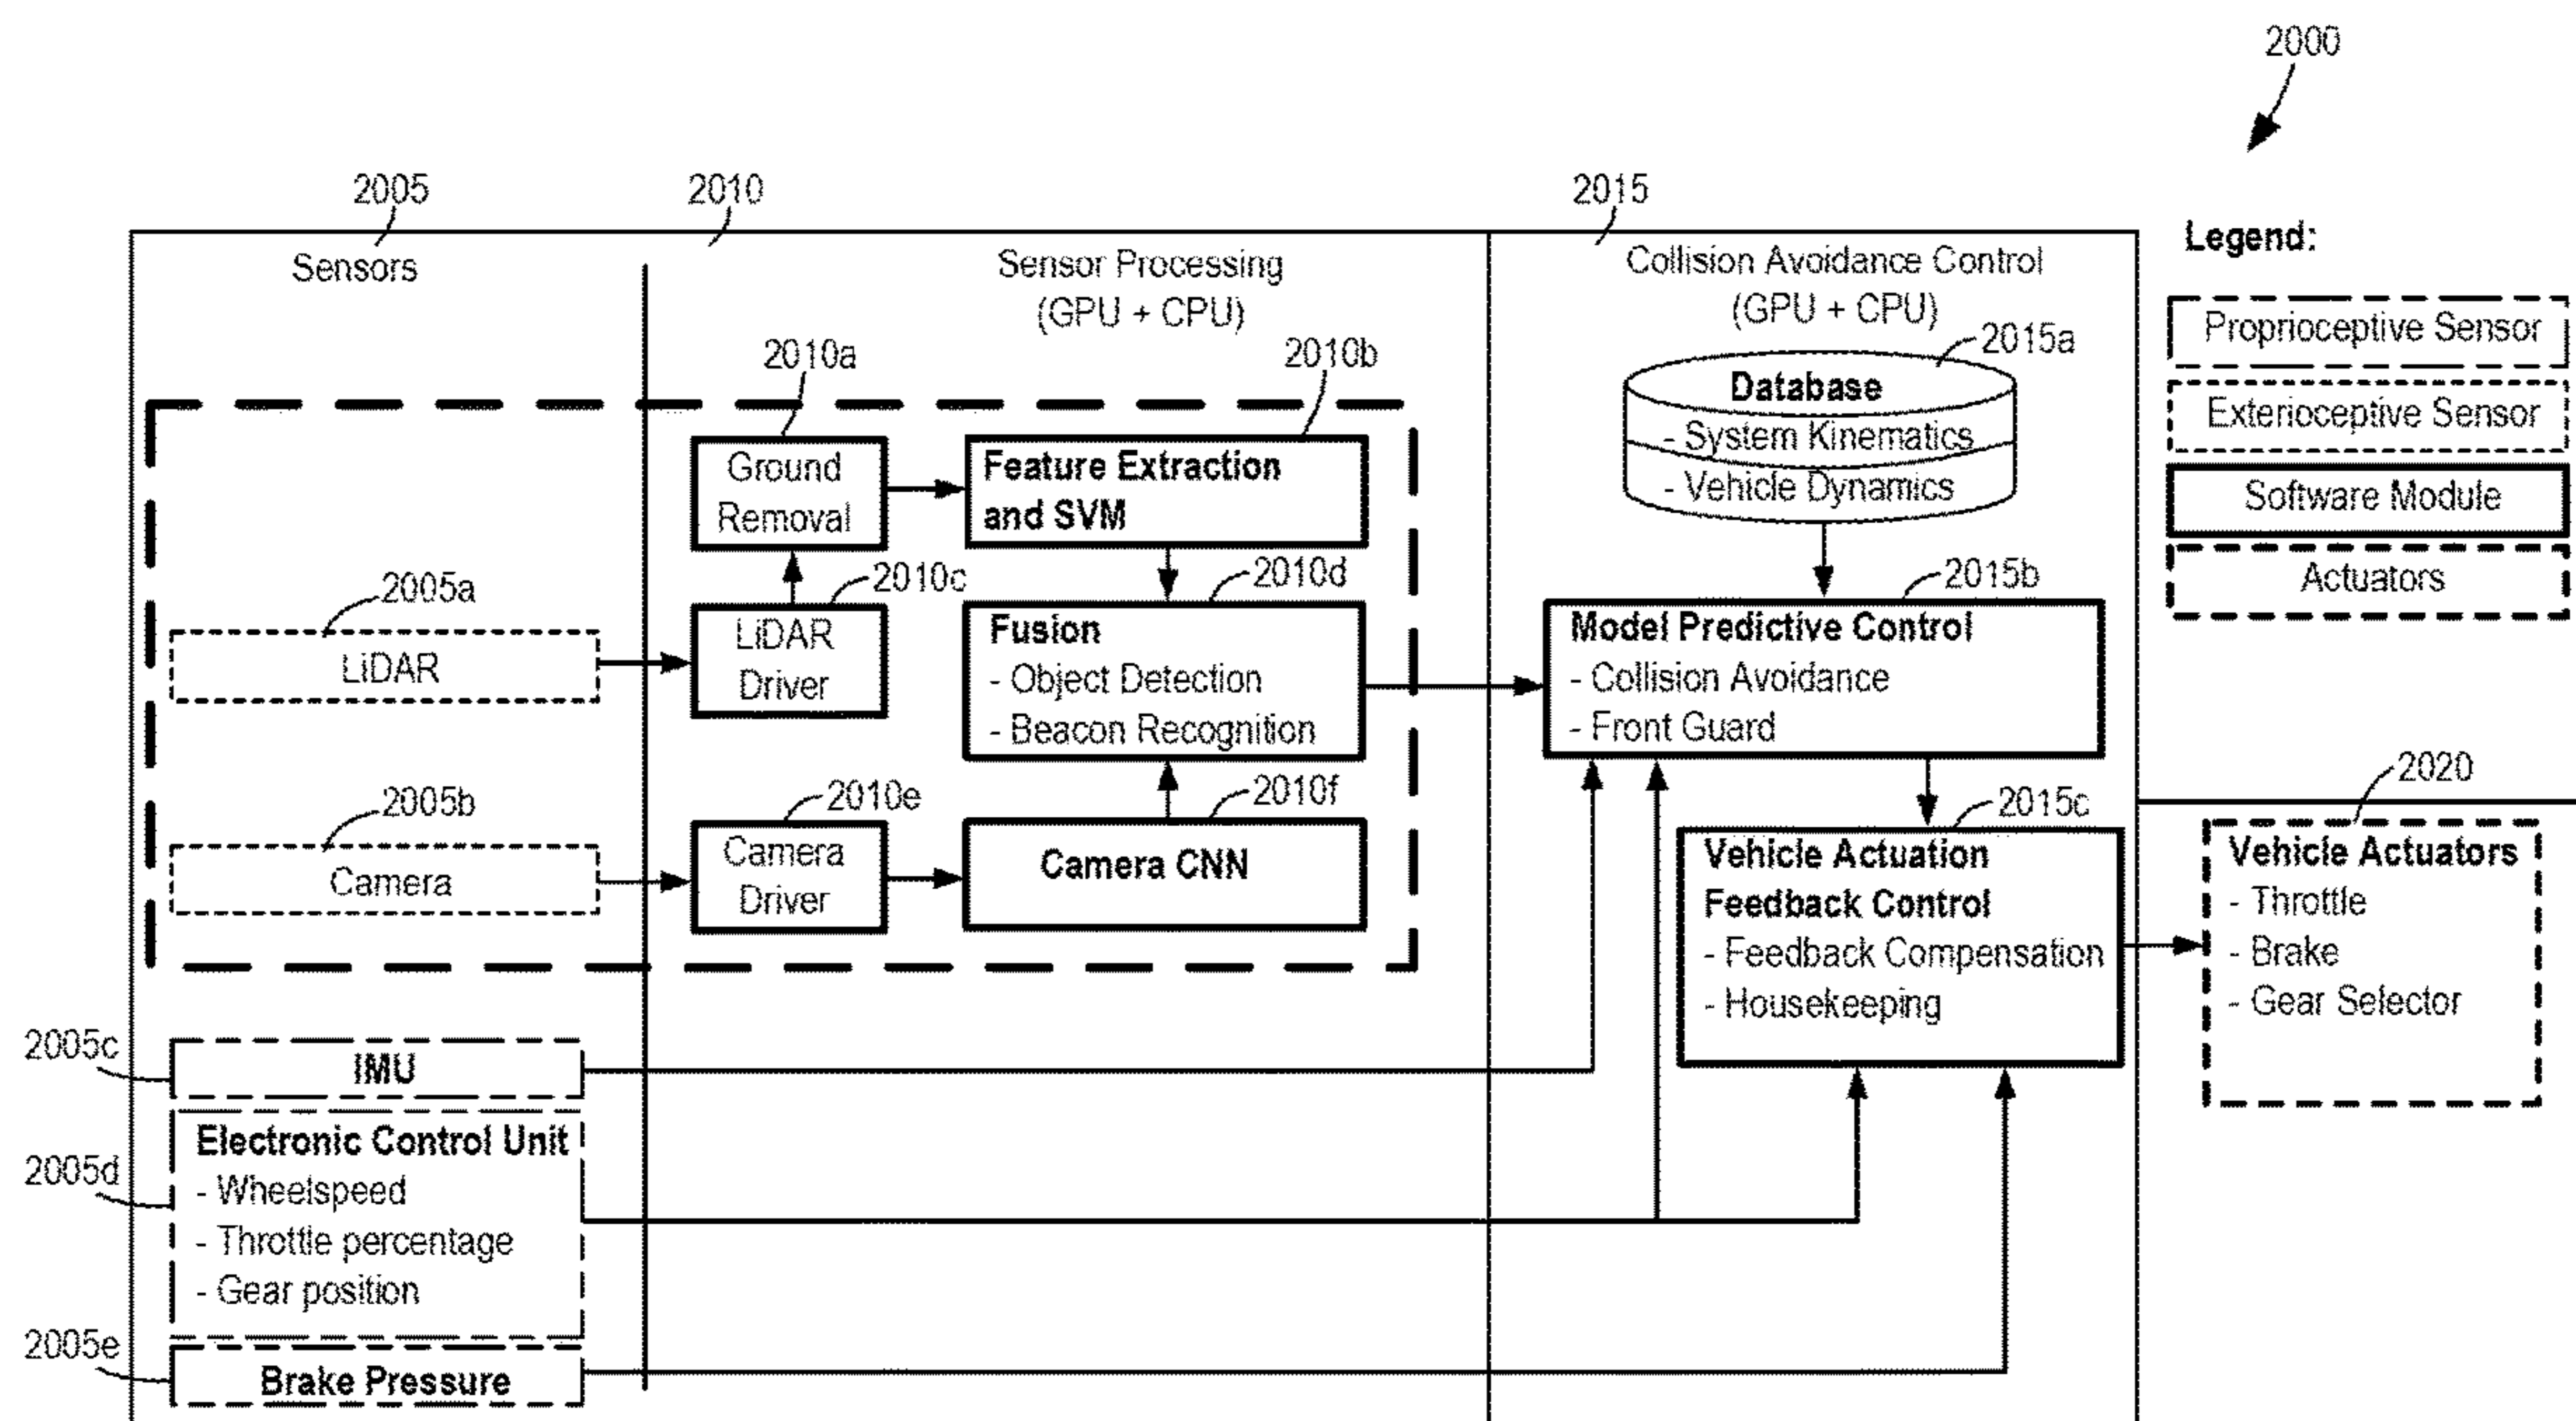 2000
2005
2010
2015
Sensors
Sensor Processing
(GPU + CPU)
Collision Avoidance Control
(GPU + CPU)
Legend:
Proprioceptive Sensor
Exterioceptive Sensor
Software Module
Actuators
2010a
Ground
Removal
2010b
Feature Extraction
and SVM
2015a
Database
- System Kinematics
- Vehicle Dynamics
2005a
LiDAR
2010c
LiDAR
Driver
2010d
Fusion
- Object Detection
- Beacon Recognition
2015b
Model Predictive Control
- Collision Avoidance
- Front Guard
2005b
Camera
2010e
Camera
Driver
2010f
Camera CNN
2015c
Vehicle Actuation
Feedback Control
- Feedback Compensation
- Housekeeping
2020
Vehicle Actuators
- Throttle
- Brake
- Gear Selector
2005c
IMU
2005d
Electronic Control Unit
- Wheelspeed
- Throttle percentage
- Gear position
2005e
Brake Pressure